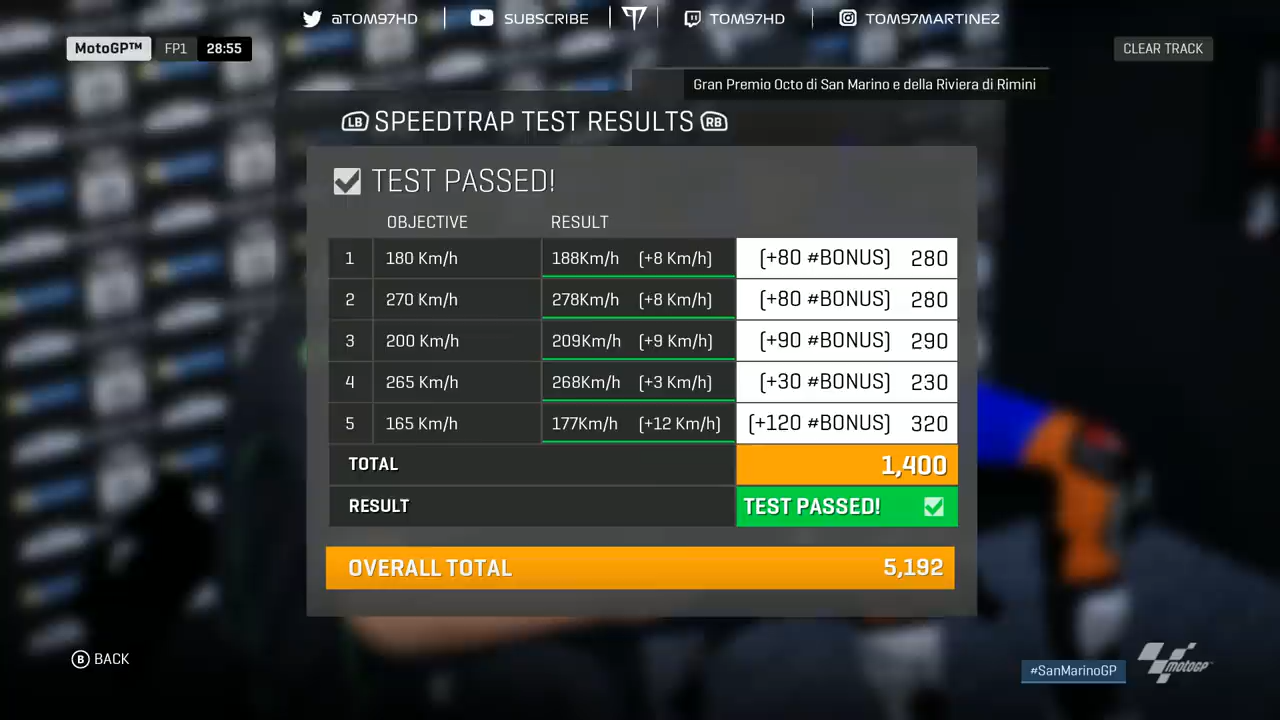 @TOM97HD SUBSCRIBE TOM97HD TOM97MARTINEZ
MotoGP™ FP1 28:55 CLEAR TRACK
Gran Premio Octo di San Marino e della Riviera di Rimini
LB SPEEDTRAP TEST RESULTS RB
TEST PASSED!
OBJECTIVE RESULT
1 180 Km/h 188Km/h (+8 Km/h) (+80 #BONUS) 280
2 270 Km/h 278Km/h (+8 Km/h) (+80 #BONUS) 280
3 200 Km/h 209Km/h (+9 Km/h) (+90 #BONUS) 290
4 265 Km/h 268Km/h (+3 Km/h) (+30 #BONUS) 230
5 165 Km/h 177Km/h (+12 Km/h) (+120 #BONUS) 320
TOTAL 1,400
RESULT TEST PASSED!
OVERALL TOTAL 5,192
B BACK
#SanMarinoGP motoGP